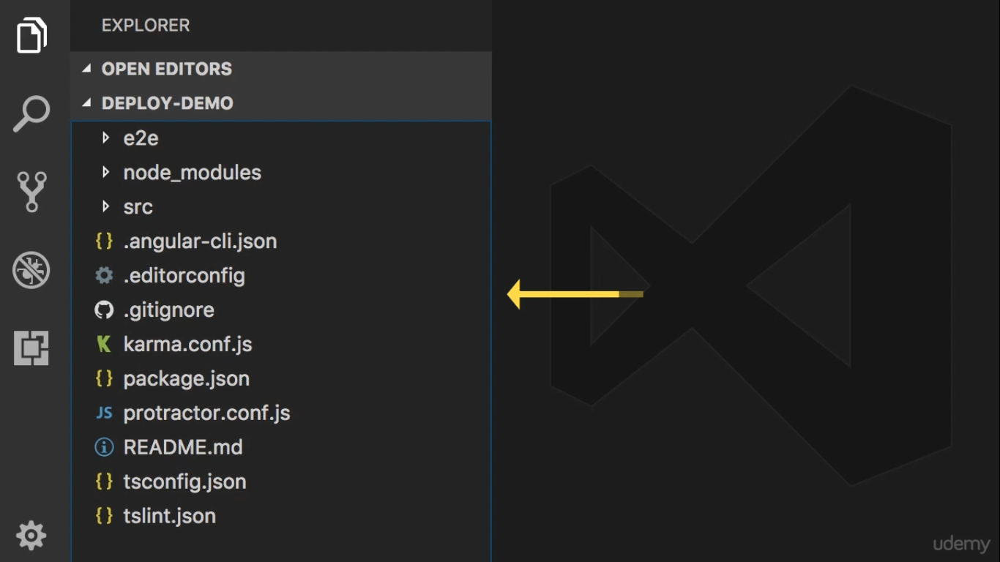 EXPLORER
OPEN EDITORS
DEPLOY-DEMO
e2e
node_modules
src
{ } .angular-cli.json
.editorconfig
.gitignore
K karma.conf.js
{ } package.json
JS protractor.conf.js
i README.md
{ } tsconfig.json
{ } tslint.json
udemy